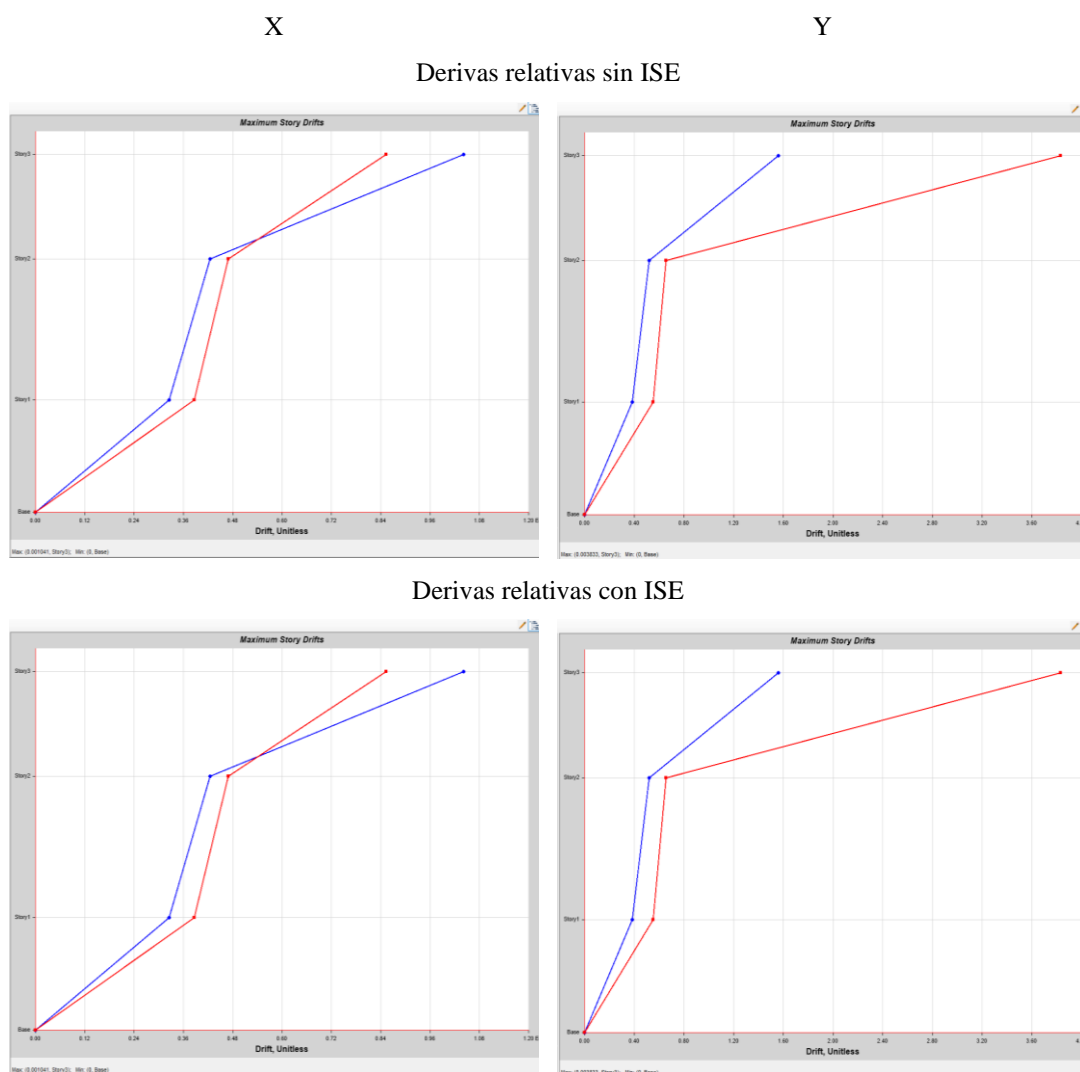 X Y
Derivas relativas sin ISE
Maximum Story Drifts
Story3
Story2
Story1
Base
0.00 0.12 0.24 0.36 0.48 0.60 0.72 0.84 0.96 1.08
Drift, Unitless
Max: (0.001041, Story3); Min: (0, Base)
Maximum Story Drifts
Story3
Story2
Story1
Base
0.00 0.40 0.80 1.20 1.60 2.00 2.40 2.80 3.20 3.60
Drift, Unitless
Max: (0.003833, Story3); Min: (0, Base)
Derivas relativas con ISE
Maximum Story Drifts
Story3
Story2
Story1
Base
0.00 0.12 0.24 0.36 0.48 0.60 0.72 0.84 0.96 1.08
Drift, Unitless
Max: (0.001041, Story3); Min: (0, Base)
Maximum Story Drifts
Story3
Story2
Story1
Base
0.00 0.40 0.80 1.20 1.60 2.00 2.40 2.80 3.20 3.60
Drift, Unitless